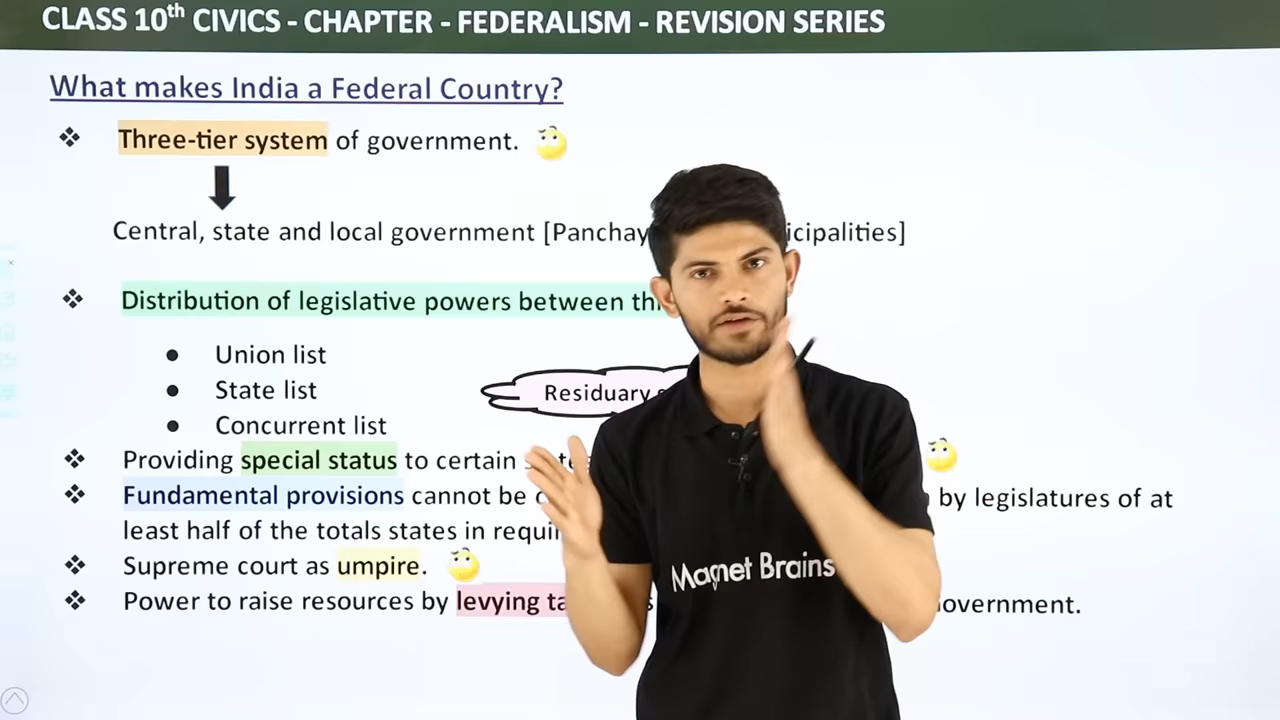 CLASS 10th CIVICS - CHAPTER - FEDERALISM - REVISION SERIES
What makes India a Federal Country?
❖ Three-tier system of government.
Central, state and local government [Panchay icipalities]
❖ Distribution of legislative powers between th
● Union list
● State list
Residuary
● Concurrent list
❖ Providing special status to certain
❖ Fundamental provisions cannot be by legislatures of at
least half of the totals states in requi
❖ Supreme court as umpire.
❖ Power to raise resources by levying ta overnment.
Magnet Brains